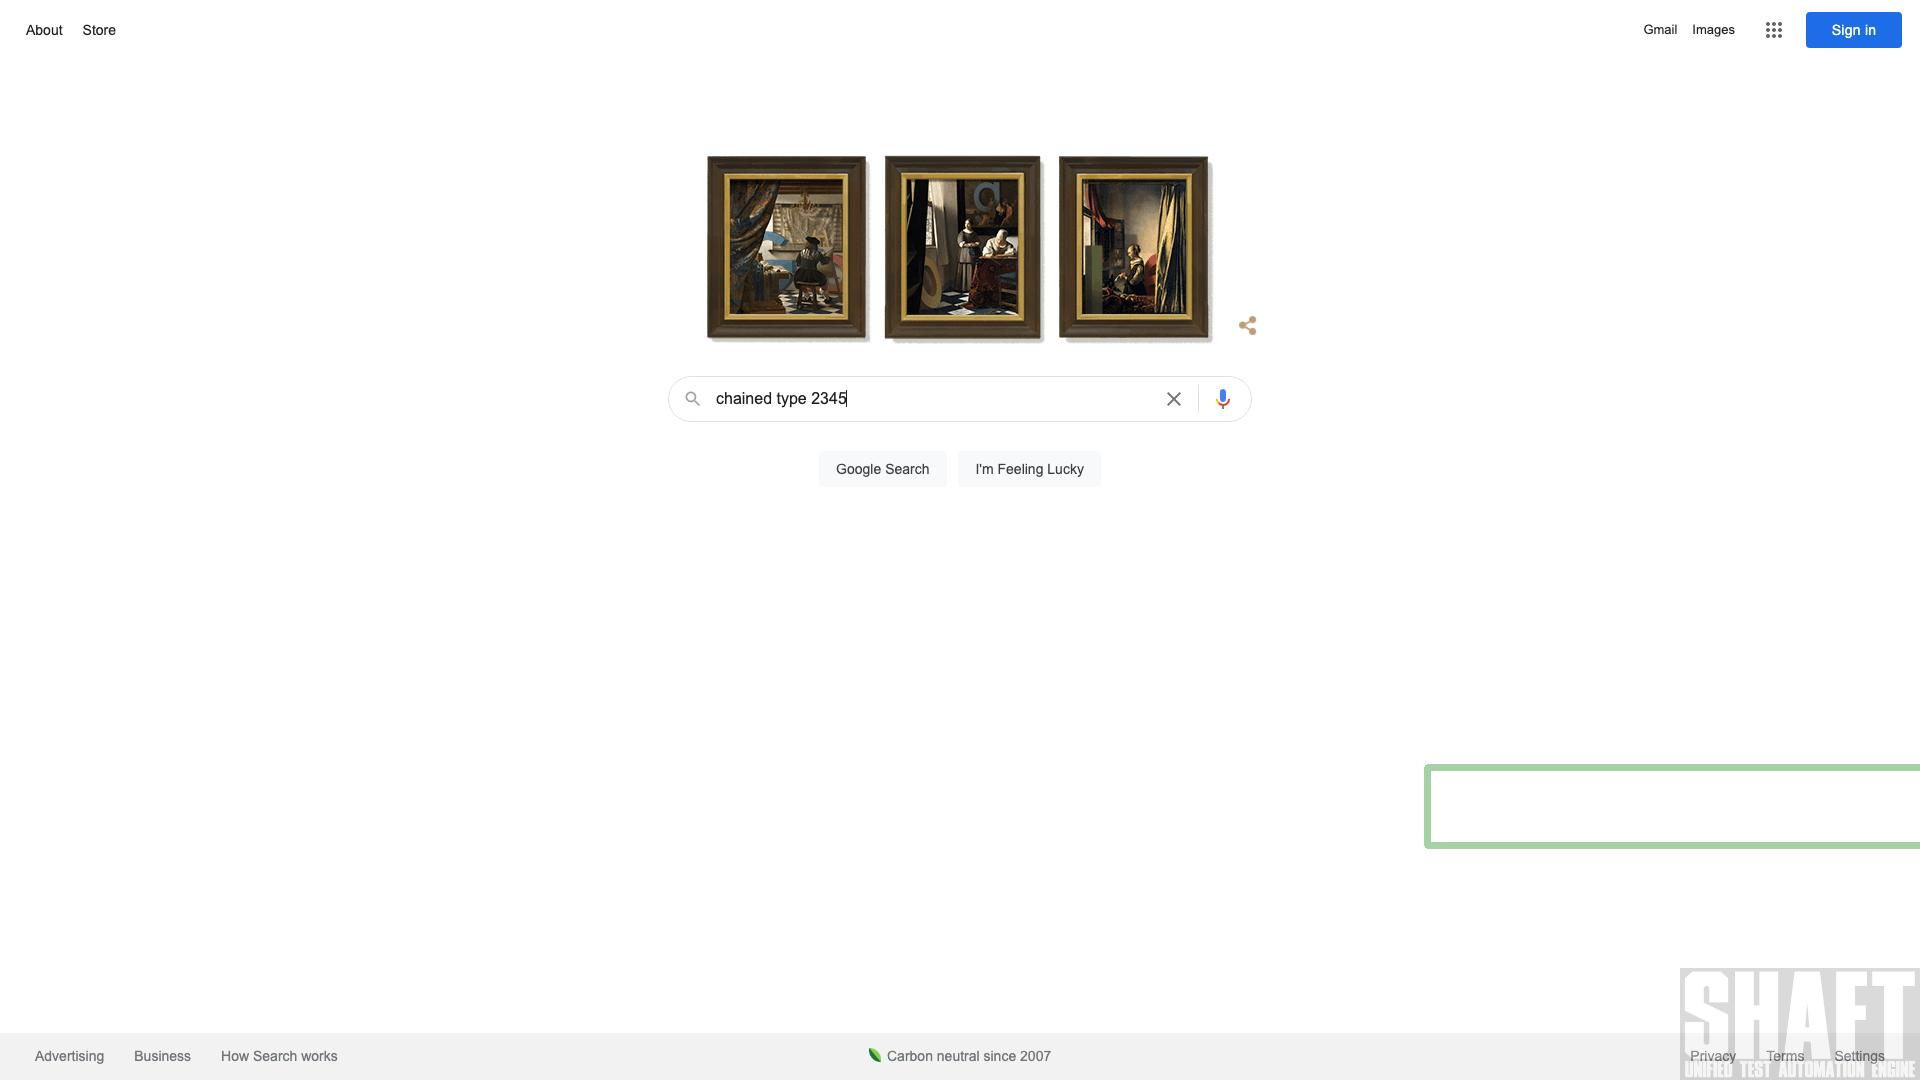 About Store
Gmail Images Sign in
chained type 2345
Google Search I'm Feeling Lucky
SHAFT
Advertising Business How Search works Carbon neutral since 2007 Privacy Terms Settings
UNIFIED TEST AUTOMATION ENGINE